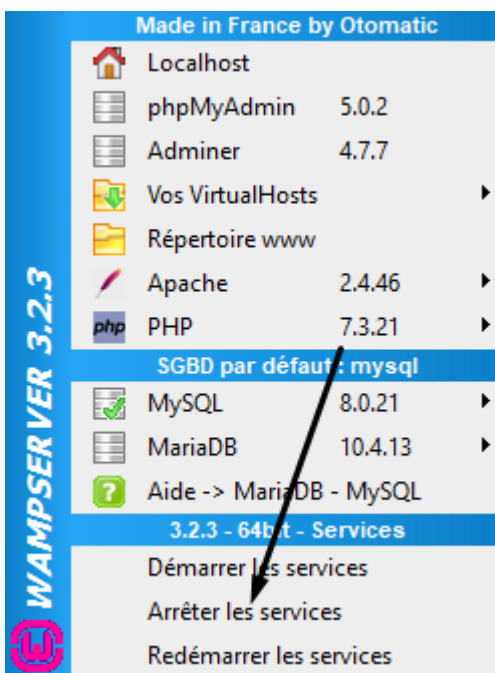 Made in France by Otomatic
Localhost
phpMyAdmin 5.0.2
Adminer 4.7.7
Vos VirtualHosts
Répertoire www
Apache 2.4.46
php PHP 7.3.21
SGBD par défaut : mysql
MySQL 8.0.21
MariaDB 10.4.13
? Aide -> MariaDB - MySQL
3.2.3 - 64bit - Services
Démarrer les services
Arrêter les services
Redémarrer les services
WAMPSERVER 3.2.3